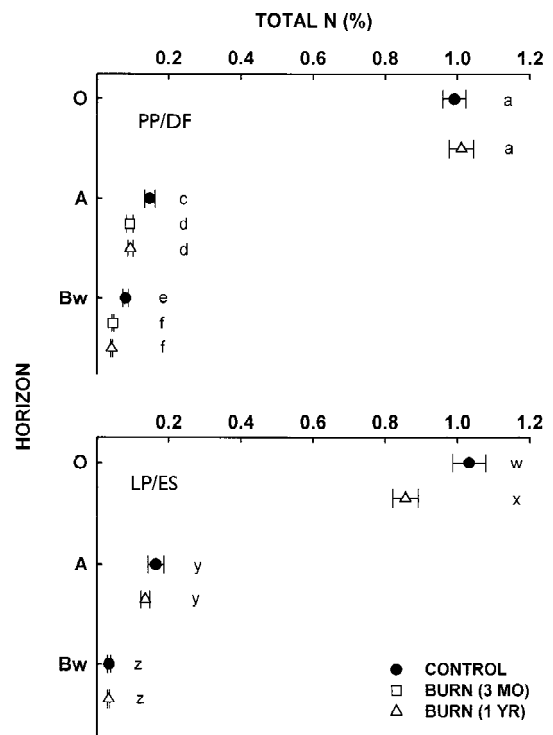 TOTAL N (%)
0.2 0.4 0.6 0.8 1.0 1.2
O a
PP/DF
a
A c
d
d
Bw e
f
f
HORIZON
0.2 0.4 0.6 0.8 1.0 1.2
O w
LP/ES
x
A y
y
Bw z
z
CONTROL
BURN (3 MO)
BURN (1 YR)